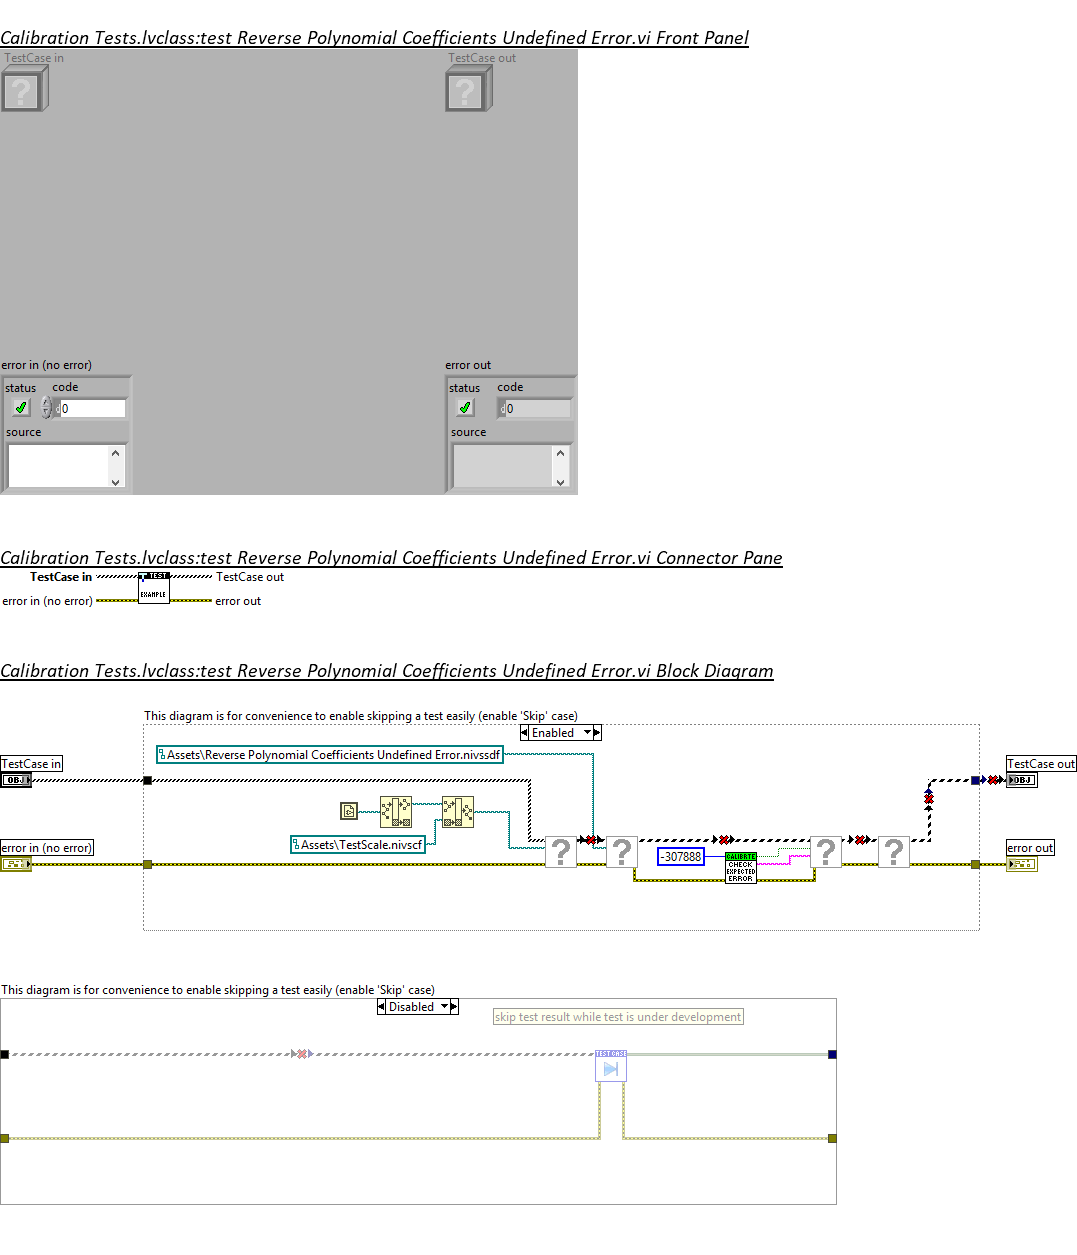 Calibration Tests.lvclass:test Reverse Polynomial Coefficients Undefined Error.vi Front Panel
TestCase in
TestCase out
?
?
error in (no error)
error out
status
code
status
code
d
0
d
0
source
source
Calibration Tests.lvclass:test Reverse Polynomial Coefficients Undefined Error.vi Connector Pane
TestCase in
TEST
TestCase out
error in (no error)
EXAMPLE
error out
Calibration Tests.lvclass:test Reverse Polynomial Coefficients Undefined Error.vi Block Diagram
This diagram is for convenience to enable skipping a test easily (enable 'Skip' case)
Enabled
Assets\Reverse Polynomial Coefficients Undefined Error.nivssdf
TestCase in
OBJ
TestCase out
OBJ
Assets\TestScale.nivscf
error in (no error)
?
?
-307888
CALIBRTE
CHECK
EXPECTED
ERROR
?
?
error out
This diagram is for convenience to enable skipping a test easily (enable 'Skip' case)
Disabled
skip test result while test is under development
TEST CASE